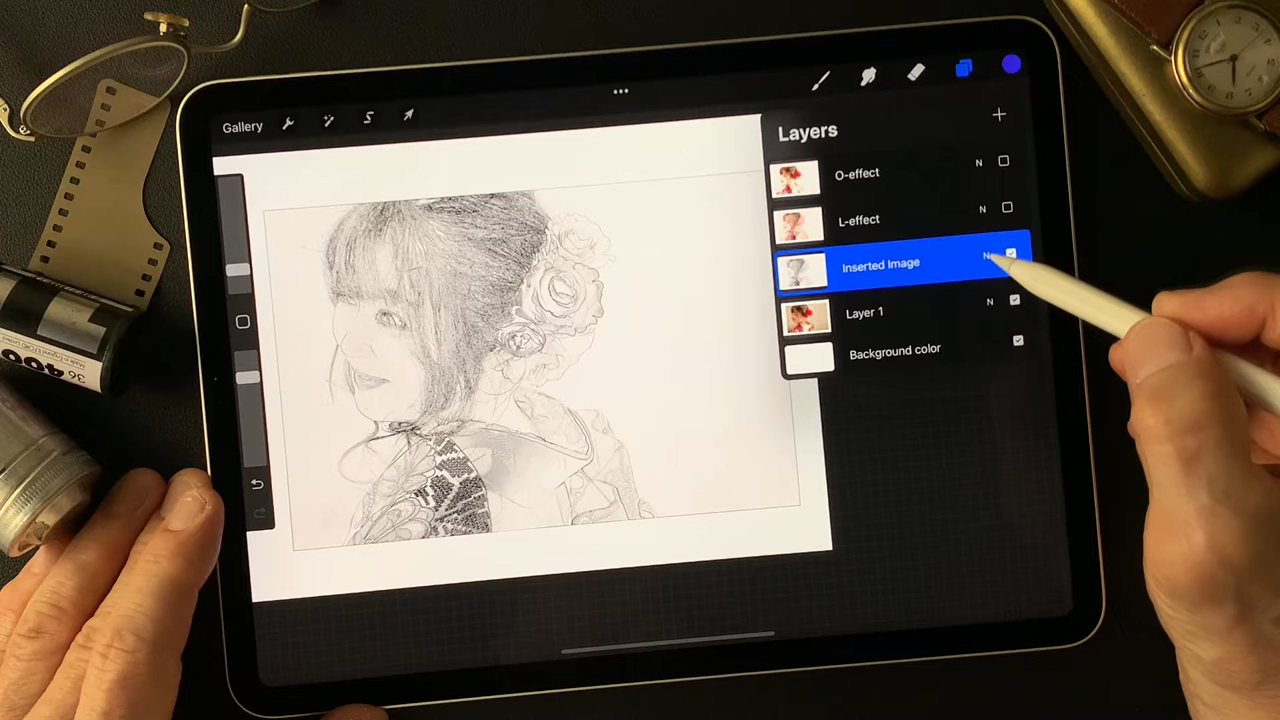 Gallery
Layers
O-effect N
L-effect N
Inserted Image N
Layer 1 N
Background color
400
36